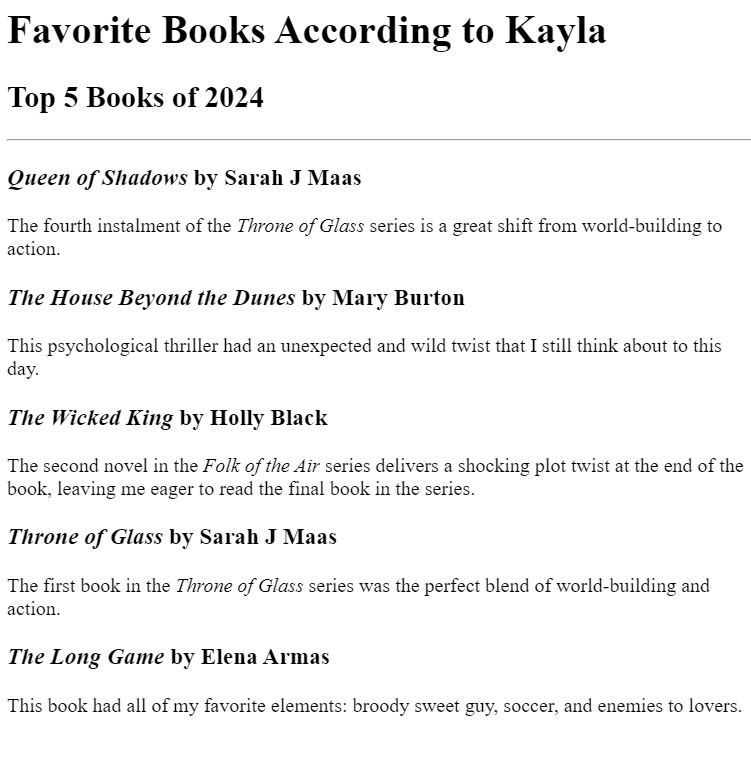 Favorite Books According to Kayla
Top 5 Books of 2024
Queen of Shadows by Sarah J Maas
The fourth instalment of the Throne of Glass series is a great shift from world-building to
action.
The House Beyond the Dunes by Mary Burton
This psychological thriller had an unexpected and wild twist that I still think about to this
day.
The Wicked King by Holly Black
The second novel in the Folk of the Air series delivers a shocking plot twist at the end of the
book, leaving me eager to read the final book in the series.
Throne of Glass by Sarah J Maas
The first book in the Throne of Glass series was the perfect blend of world-building and
action.
The Long Game by Elena Armas
This book had all of my favorite elements: broody sweet guy, soccer, and enemies to lovers.